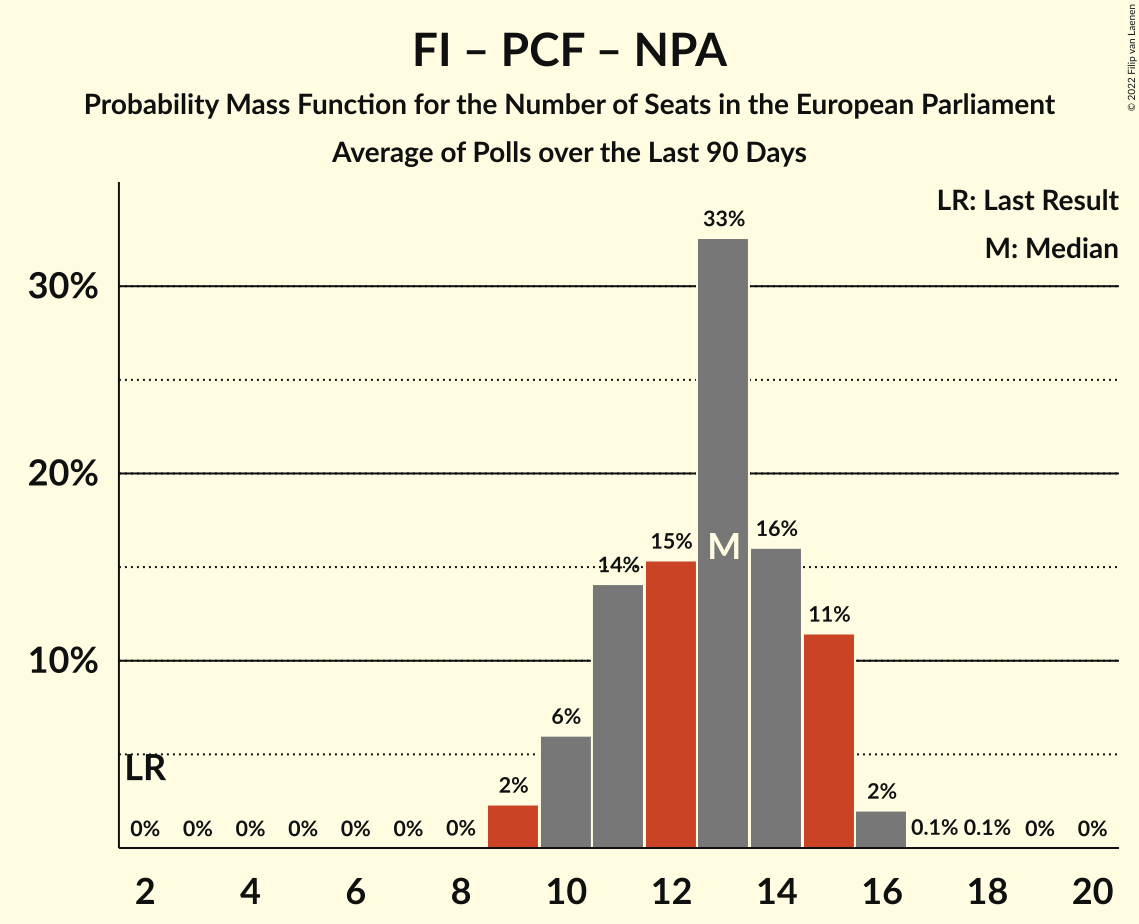 FI – PCF – NPA
Probability Mass Function for the Number of Seats in the European Parliament
Average of Polls over the Last 90 Days
© 2022 Filip van Laenen
LR: Last Result
M: Median
33%
30%
20%
16%
15%
M
14%
11%
10%
6%
LR
2%
2%
0% 0% 0% 0% 0% 0% 0% 0.1% 0.1% 0% 0%
2 4 6 8 10 12 14 16 18 20